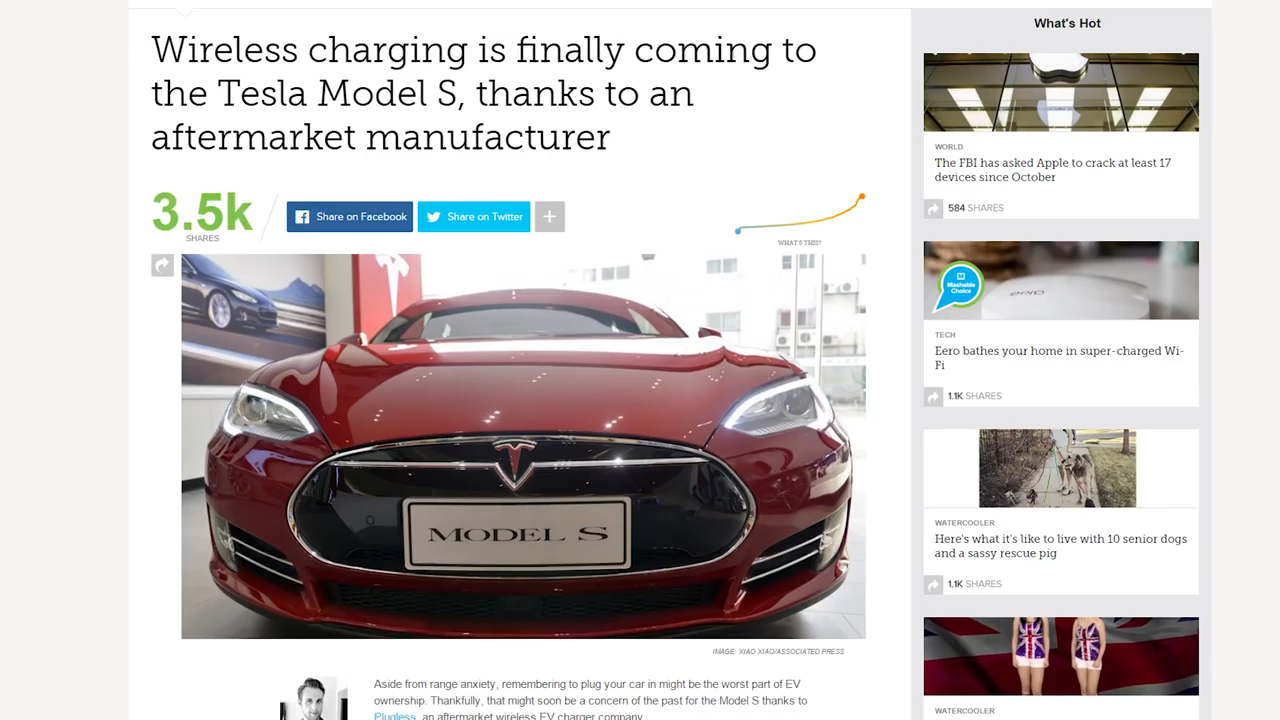 Wireless charging is finally coming to
the Tesla Model S, thanks to an
aftermarket manufacturer
3.5k
SHARES
Share on Facebook
Share on Twitter
+
WHAT'S THIS?
MODEL S
IMAGE: XIAO XIAO/ASSOCIATED PRESS
Aside from range anxiety, remembering to plug your car in might be the worst part of EV
ownership. Thankfully, that might soon be a concern of the past for the Model S thanks to
Plugless, an aftermarket wireless EV charger company.
What's Hot
WORLD
The FBI has asked Apple to crack at least 17
devices since October
584 SHARES
Mashable
Choice
eero
TECH
Eero bathes your home in super-charged Wi-
Fi
1.1K SHARES
WATERCOOLER
Here's what it's like to live with 10 senior dogs
and a sassy rescue pig
1.1K SHARES
WATERCOOLER